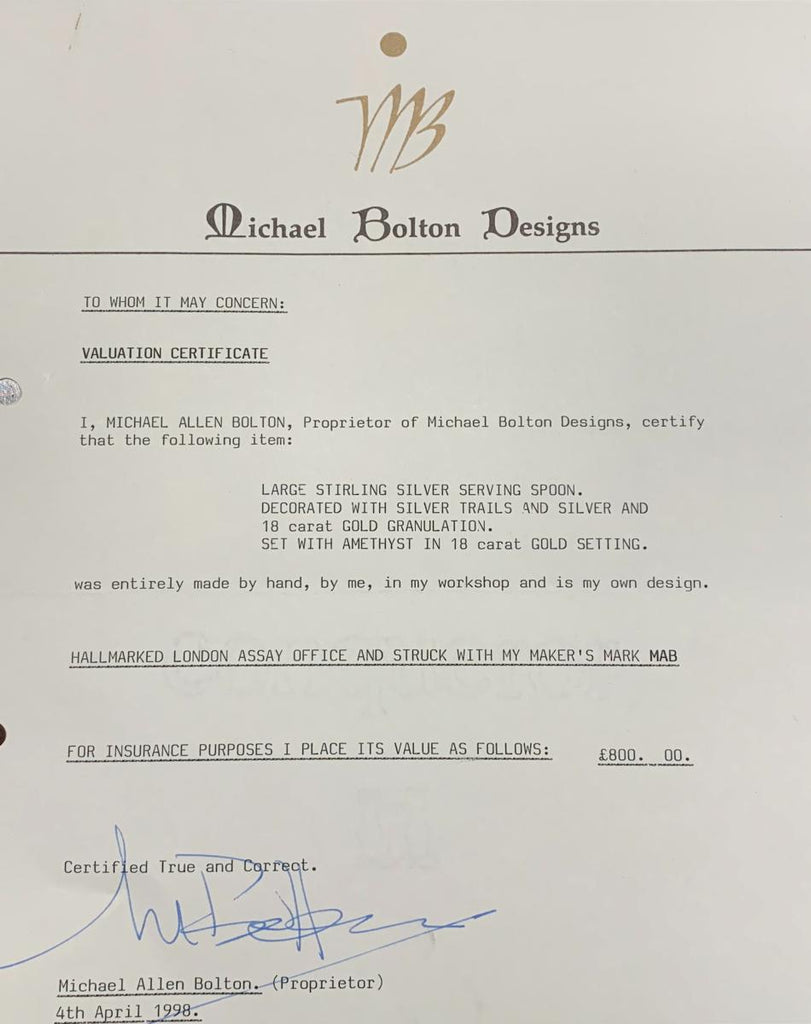 MB
Michael Bolton Designs
TO WHOM IT MAY CONCERN:
VALUATION CERTIFICATE
I, MICHAEL ALLEN BOLTON, Proprietor of Michael Bolton Designs, certify
that the following item:
LARGE STIRLING SILVER SERVING SPOON.
DECORATED WITH SILVER TRAILS AND SILVER AND
18 carat GOLD GRANULATION.
SET WITH AMETHYST IN 18 carat GOLD SETTING.
was entirely made by hand, by me, in my workshop and is my own design.
HALLMARKED LONDON ASSAY OFFICE AND STRUCK WITH MY MAKER'S MARK MAB
FOR INSURANCE PURPOSES I PLACE ITS VALUE AS FOLLOWS: £800. 00.
Certified True and Correct.
Michael Allen Bolton. (Proprietor)
4th April 1998.